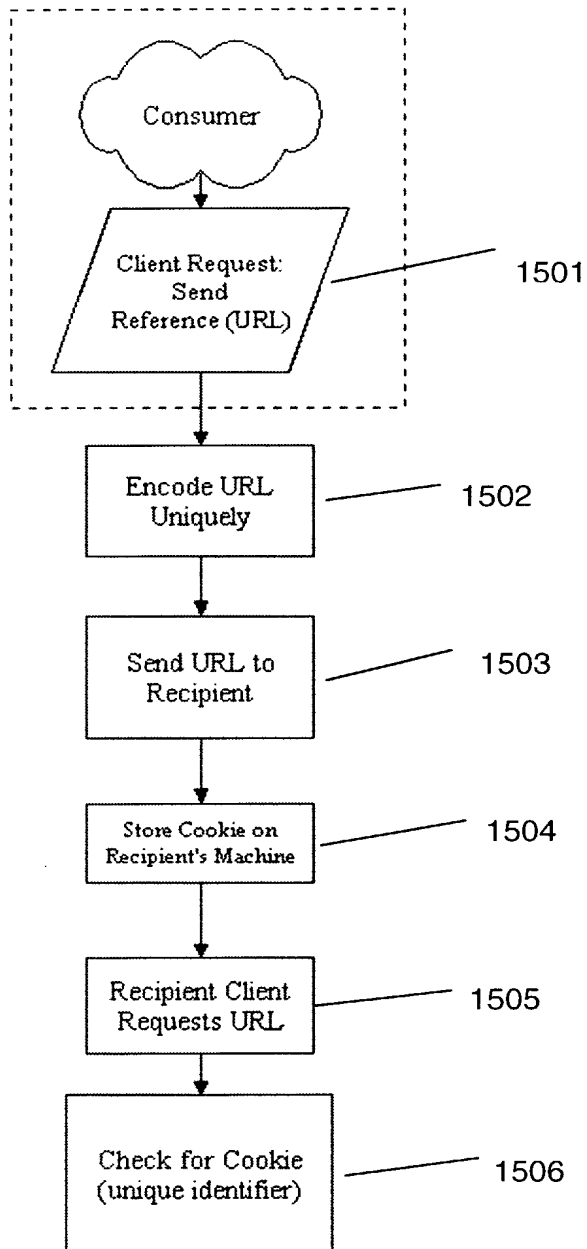 Consumer
Client Request:
Send
Reference (URL)
1501
Encode URL
Uniquely
1502
Send URL to
Recipient
1503
Store Cookie on
Recipient's Machine
1504
Recipient Client
Requests URL
1505
Check for Cookie
(unique identifier)
1506